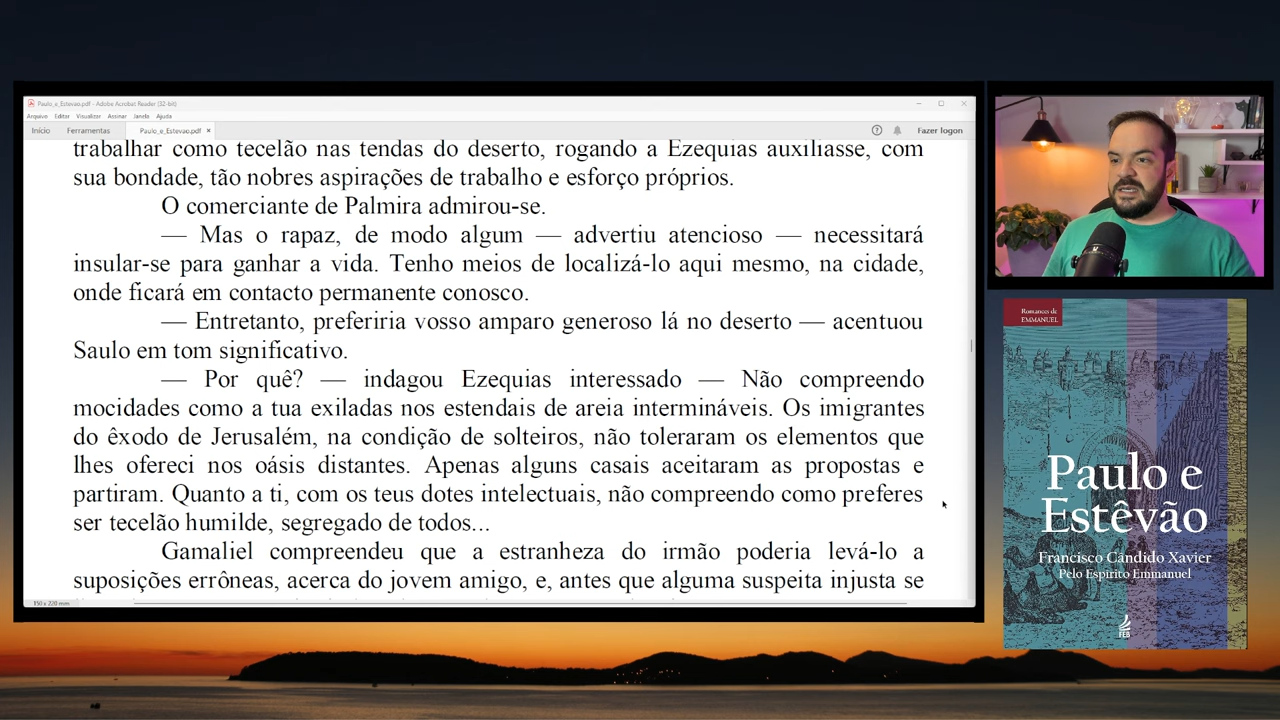 Paulo_e_Estevao.pdf - Adobe Acrobat Reader (32-bit)
Arquivo Editar Visualizar Assinar Janela Ajuda
Início Ferramentas Paulo_e_Estevao.pdf × Fazer logon
trabalhar como tecelão nas tendas do deserto, rogando a Ezequias auxiliasse, com
sua bondade, tão nobres aspirações de trabalho e esforço próprios.
O comerciante de Palmira admirou-se.
— Mas o rapaz, de modo algum — advertiu atencioso — necessitará
insular-se para ganhar a vida. Tenho meios de localizá-lo aqui mesmo, na cidade,
onde ficará em contacto permanente conosco.
— Entretanto, preferiria vosso amparo generoso lá no deserto — acentuou
Saulo em tom significativo.
— Por quê? — indagou Ezequias interessado — Não compreendo
mocidades como a tua exiladas nos estendais de areia intermináveis. Os imigrantes
do êxodo de Jerusalém, na condição de solteiros, não toleraram os elementos que
lhes ofereci nos oásis distantes. Apenas alguns casais aceitaram as propostas e
partiram. Quanto a ti, com os teus dotes intelectuais, não compreendo como preferes
ser tecelão humilde, segregado de todos...
Gamaliel compreendeu que a estranheza do irmão poderia levá-lo a
suposições errôneas, acerca do jovem amigo, e, antes que alguma suspeita injusta se
150 x 220 mm
Romances de
EMMANUEL
Paulo e
Estêvão
Francisco Cândido Xavier
Pelo Espírito Emmanuel
FEB